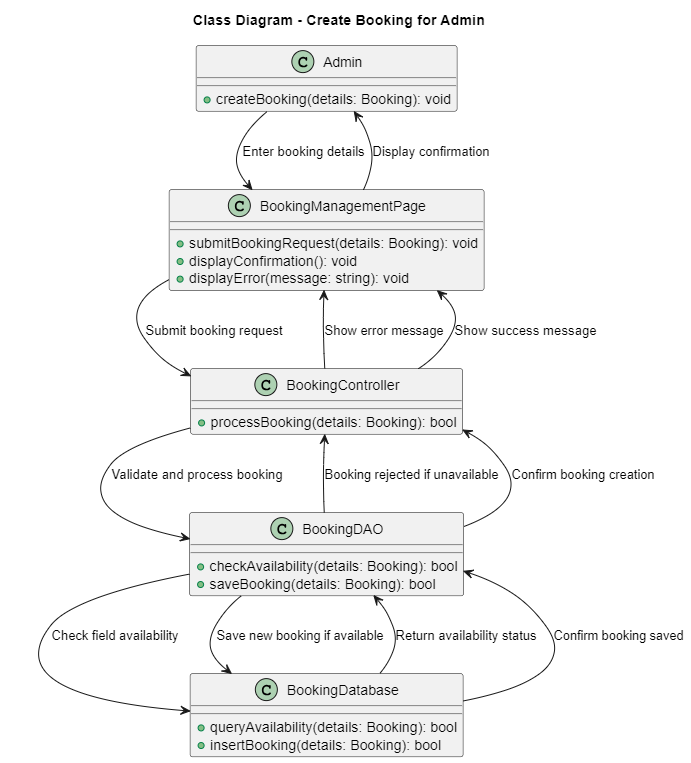 Class Diagram - Create Booking for Admin
C Admin
createBooking(details: Booking): void
Enter booking details Display confirmation
C BookingManagementPage
submitBookingRequest(details: Booking): void
displayConfirmation(): void
displayError(message: string): void
Submit booking request Show error message Show success message
C BookingController
processBooking(details: Booking): bool
Validate and process booking Booking rejected if unavailable Confirm booking creation
C BookingDAO
checkAvailability(details: Booking): bool
saveBooking(details: Booking): bool
Check field availability Save new booking if available Return availability status Confirm booking saved
C BookingDatabase
queryAvailability(details: Booking): bool
insertBooking(details: Booking): bool